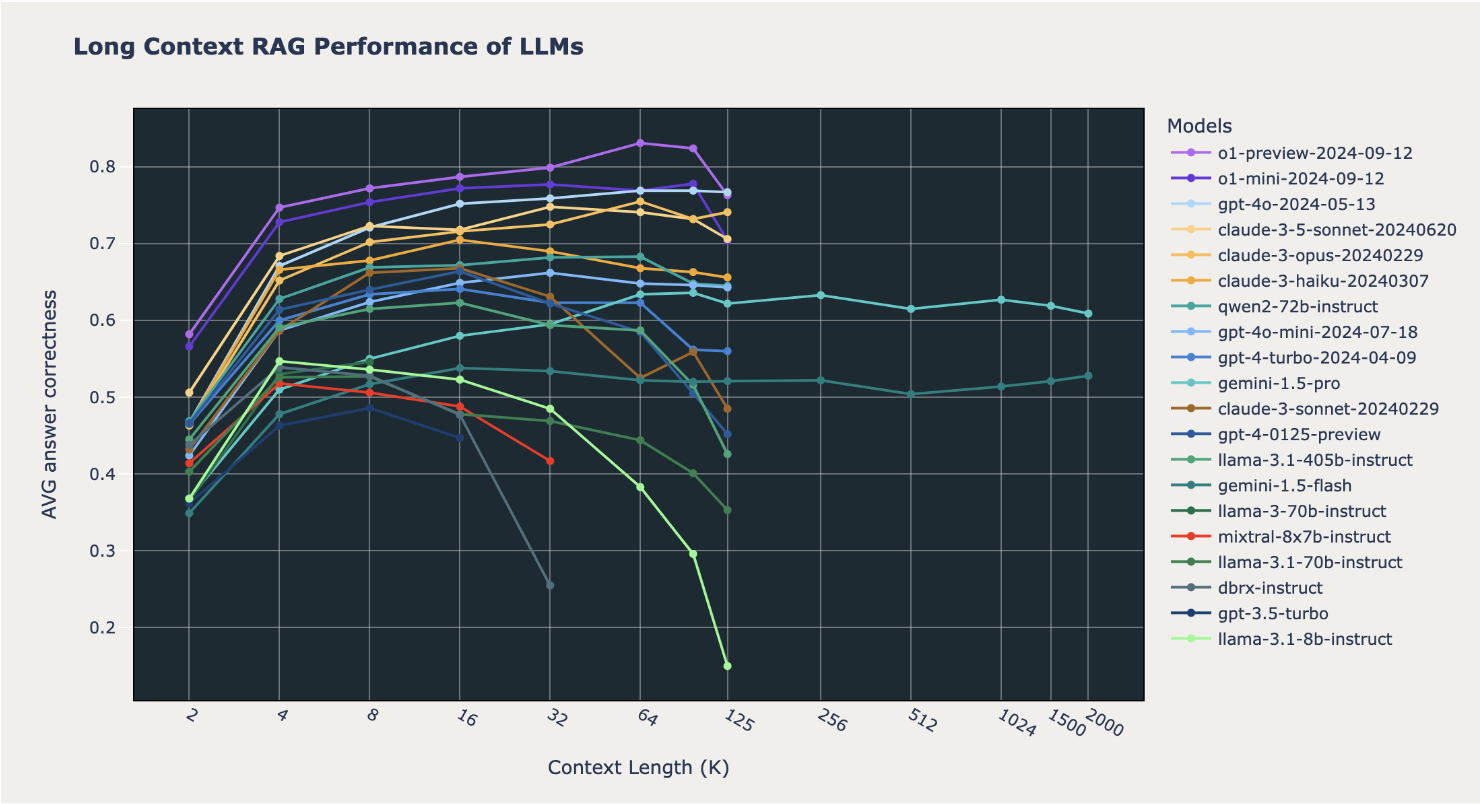 Long Context RAG Performance of LLMs
AVG answer correctness
0.8
0.7
0.6
0.5
0.4
0.3
0.2
2
4
8
16
32
64
125
256
512
1024
1500
2000
Context Length (K)
Models
o1-preview-2024-09-12
o1-mini-2024-09-12
gpt-4o-2024-05-13
claude-3-5-sonnet-20240620
claude-3-opus-20240229
claude-3-haiku-20240307
qwen2-72b-instruct
gpt-4o-mini-2024-07-18
gpt-4-turbo-2024-04-09
gemini-1.5-pro
claude-3-sonnet-20240229
gpt-4-0125-preview
llama-3.1-405b-instruct
gemini-1.5-flash
llama-3-70b-instruct
mixtral-8x7b-instruct
llama-3.1-70b-instruct
dbrx-instruct
gpt-3.5-turbo
llama-3.1-8b-instruct